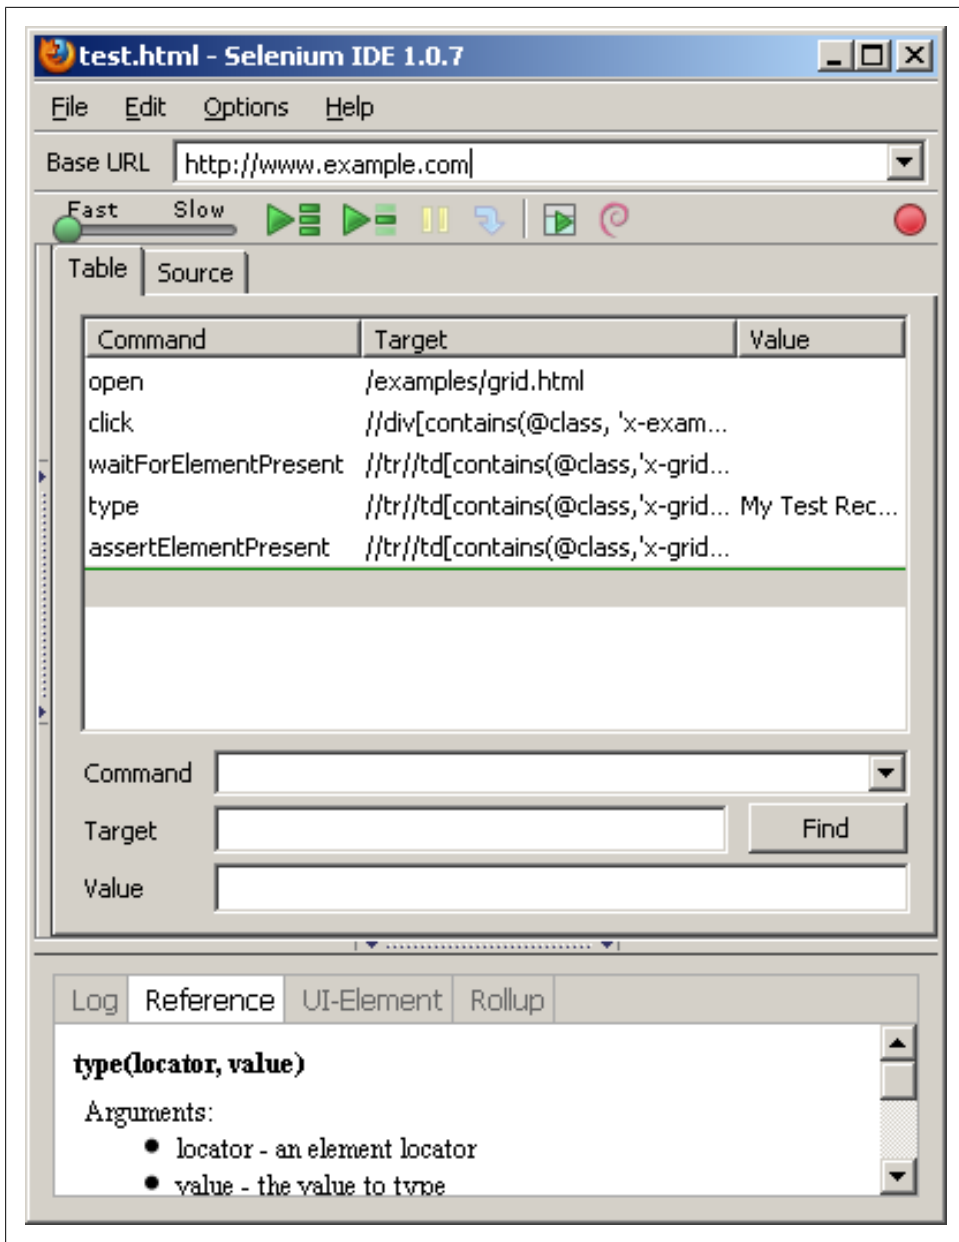 test.html - Selenium IDE 1.0.7
File Edit Options Help
Base URL http://www.example.com
Fast Slow
Table Source
Command Target Value
open /examples/grid.html
click //div[contains(@class, 'x-exam...
waitForElementPresent //tr//td[contains(@class,'x-grid...
type //tr//td[contains(@class,'x-grid... My Test Rec...
assertElementPresent //tr//td[contains(@class,'x-grid...
Command
Target Find
Value
Log Reference UI-Element Rollup
type(locator, value)
Arguments:
• locator - an element locator
• value - the value to type